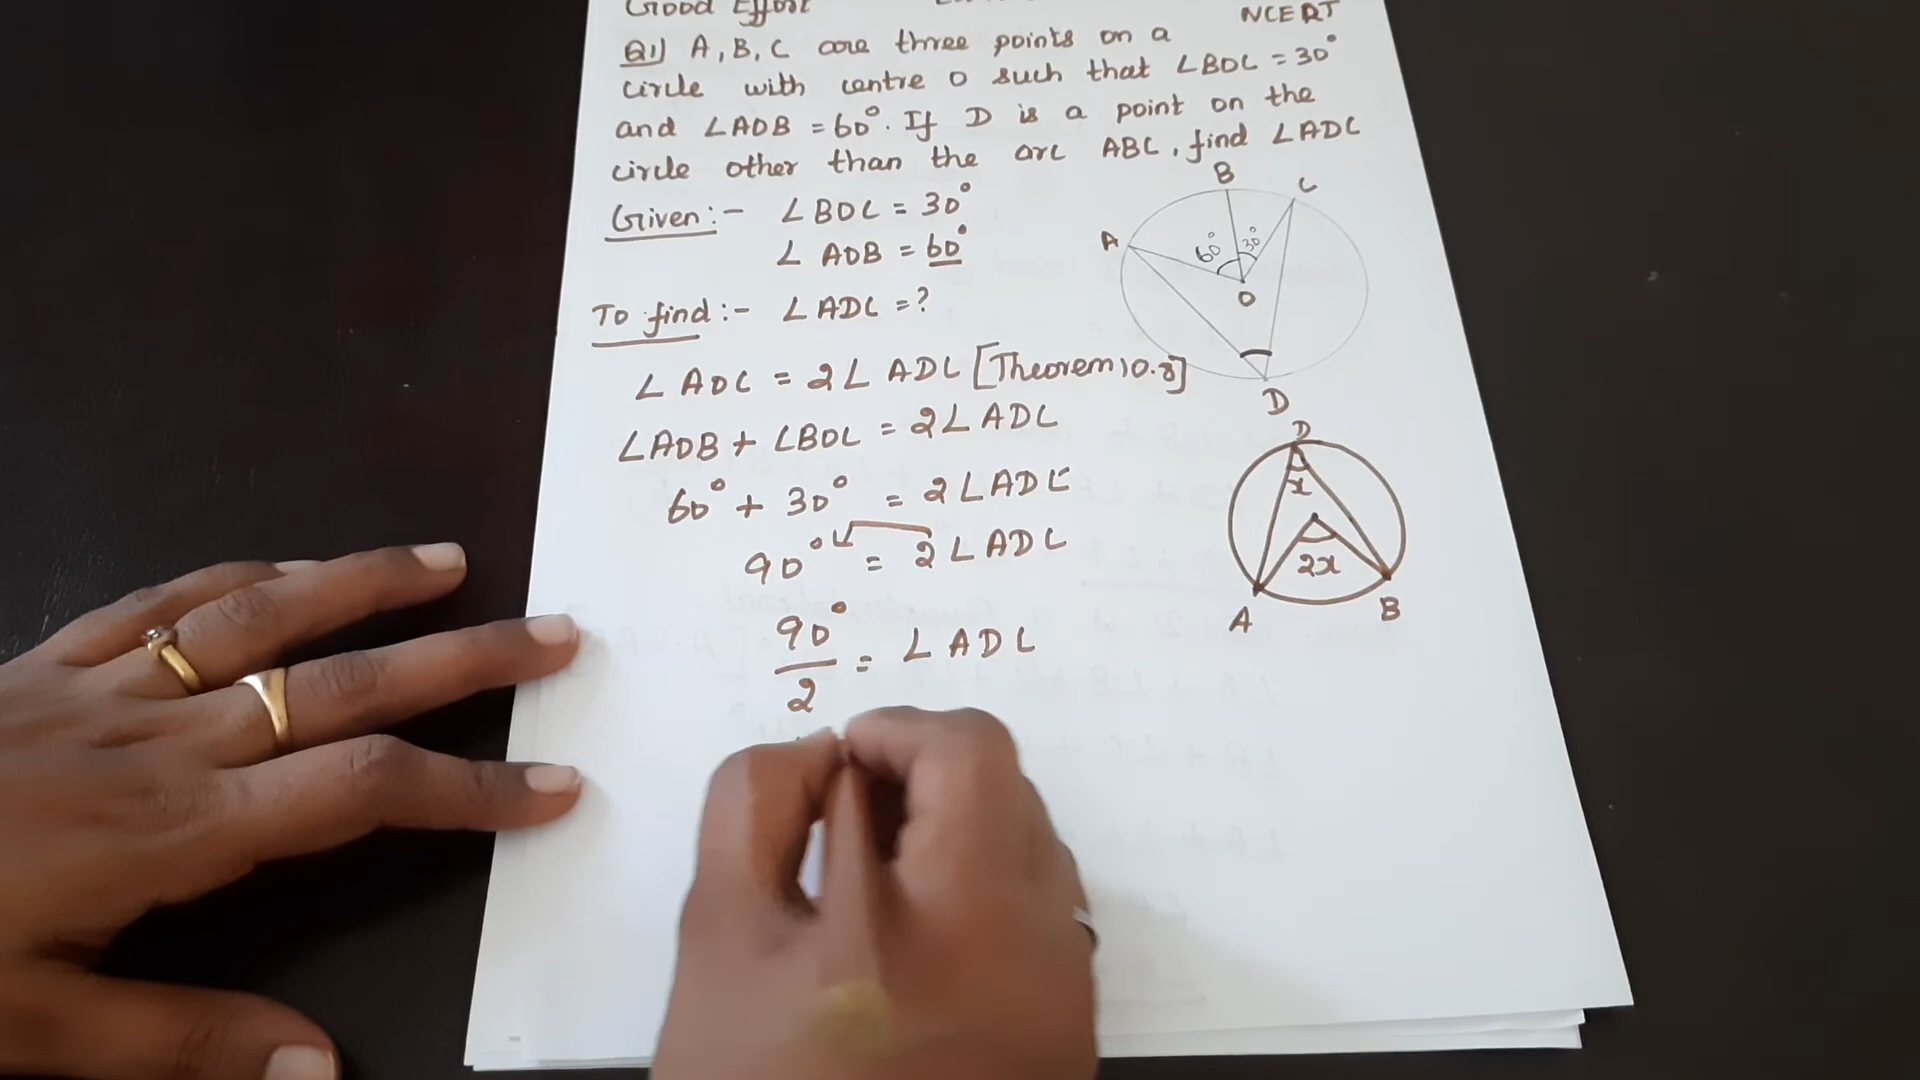 Good Effort
NCERT
Q1) A, B, C are three points on a
circle with centre O such that ∠BOC = 30°
and ∠AOB = 60°. If D is a point on the
circle other than the arc ABC, find ∠ADC
Given:- ∠BOC = 30°
∠AOB = 60°
To find:- ∠ADC = ?
∠AOC = 2∠ADC [Theorem 10.8]
∠AOB + ∠BOC = 2∠ADC
60° + 30° = 2∠ADC
90° = 2∠ADC
90°/2 = ∠ADC
B
C
A
60°
30°
O
D
D
x
2x
A
B